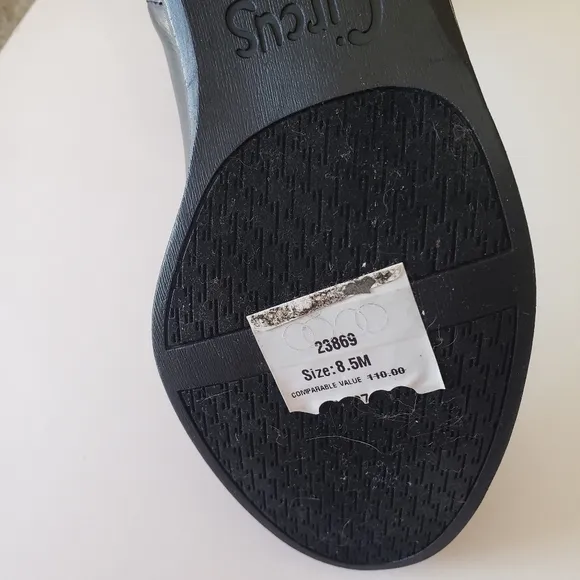 Circus
23869
Size: 8.5M
COMPARABLE VALUE 110.00